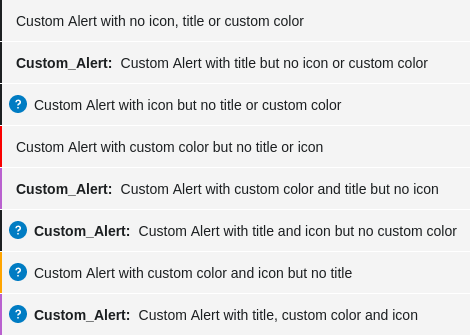 Custom Alert with no icon, title or custom color
Custom_Alert: Custom Alert with title but no icon or custom color
? Custom Alert with icon but no title or custom color
Custom Alert with custom color but no title or icon
Custom_Alert: Custom Alert with custom color and title but no icon
? Custom_Alert: Custom Alert with title and icon but no custom color
? Custom Alert with custom color and icon but no title
? Custom_Alert: Custom Alert with title, custom color and icon